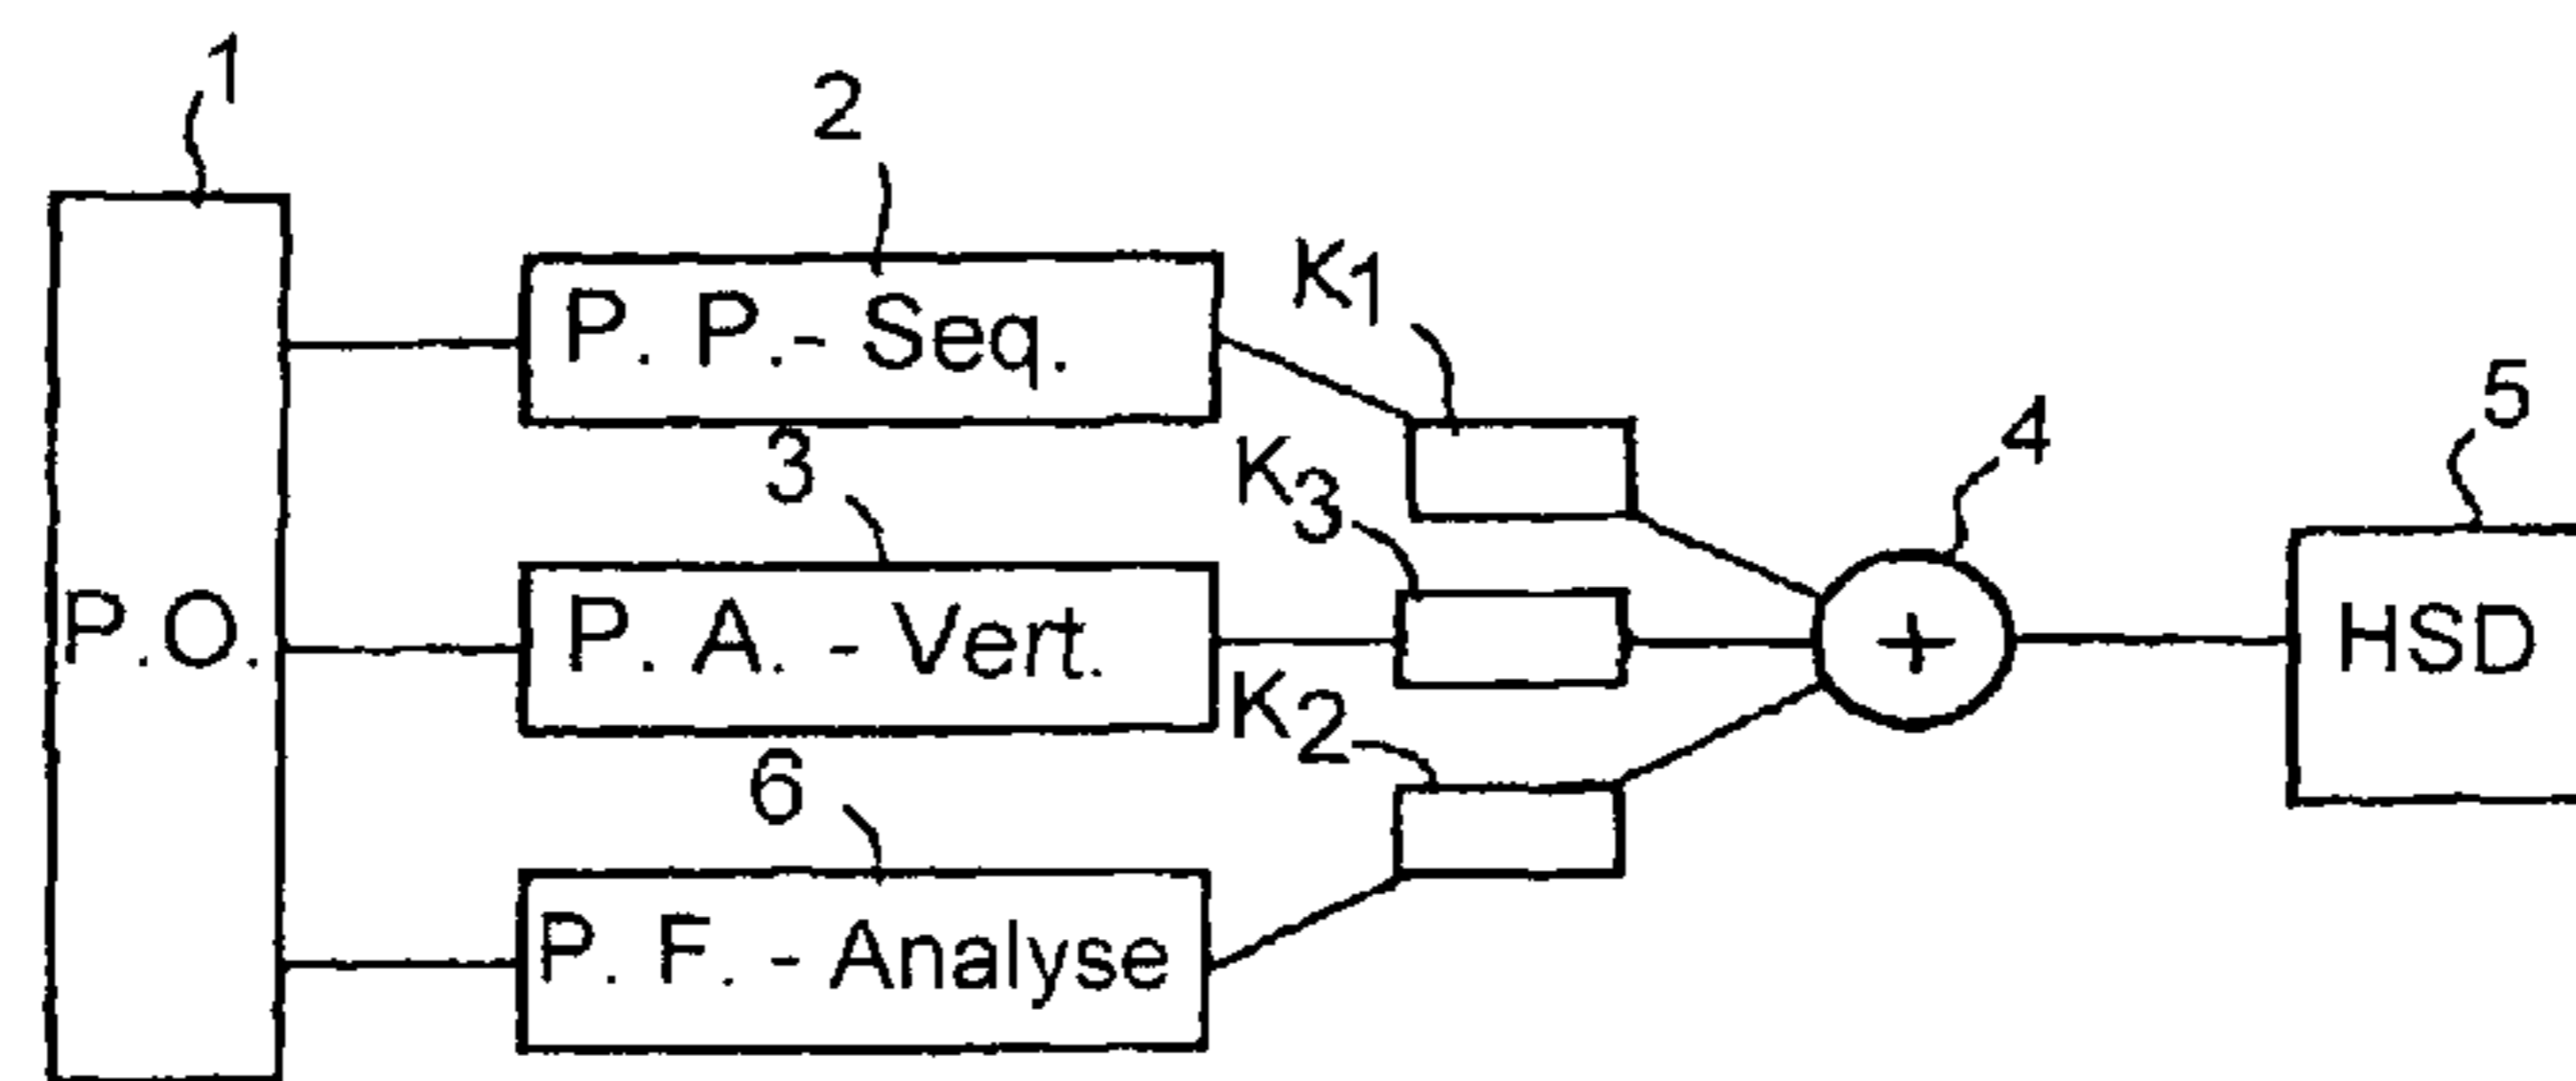 1
2
P. P.- Seq.
K1
3
K3
4
5
P.O.
P. A. - Vert.
+
HSD
K2
6
P. F. - Analyse